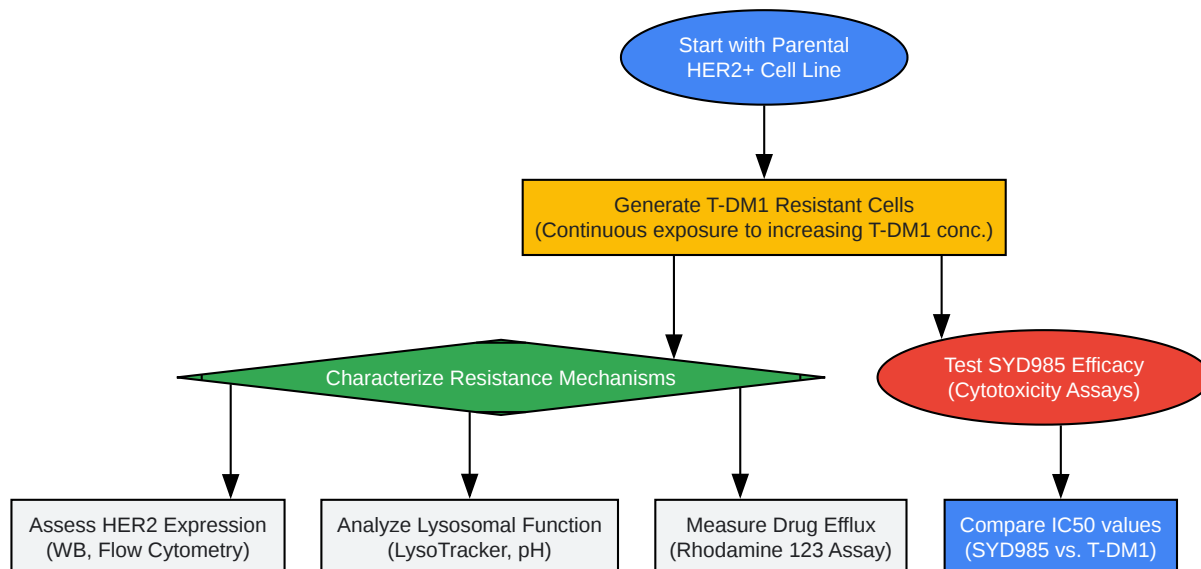 Start with Parental
HER2+ Cell Line
Generate T-DM1 Resistant Cells
(Continuous exposure to increasing T-DM1 conc.)
Characterize Resistance Mechanisms
Test SYD985 Efficacy
(Cytotoxicity Assays)
Assess HER2 Expression
(WB, Flow Cytometry)
Analyze Lysosomal Function
(LysoTracker, pH)
Measure Drug Efflux
(Rhodamine 123 Assay)
Compare IC50 values
(SYD985 vs. T-DM1)